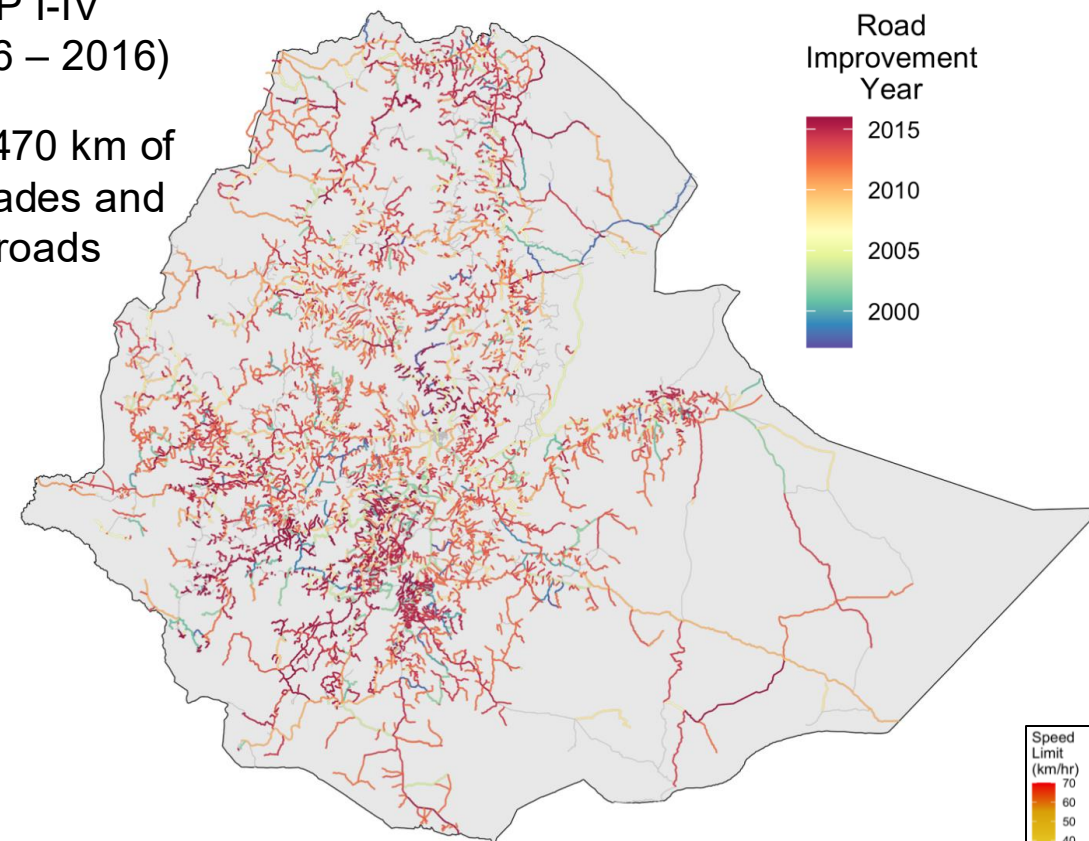 P I-IV
6 – 2016)
470 km of
ades and
roads
Road
Improvement
Year
2015
2010
2005
2000
Speed
Limit
(km/hr)
70
60
50
40